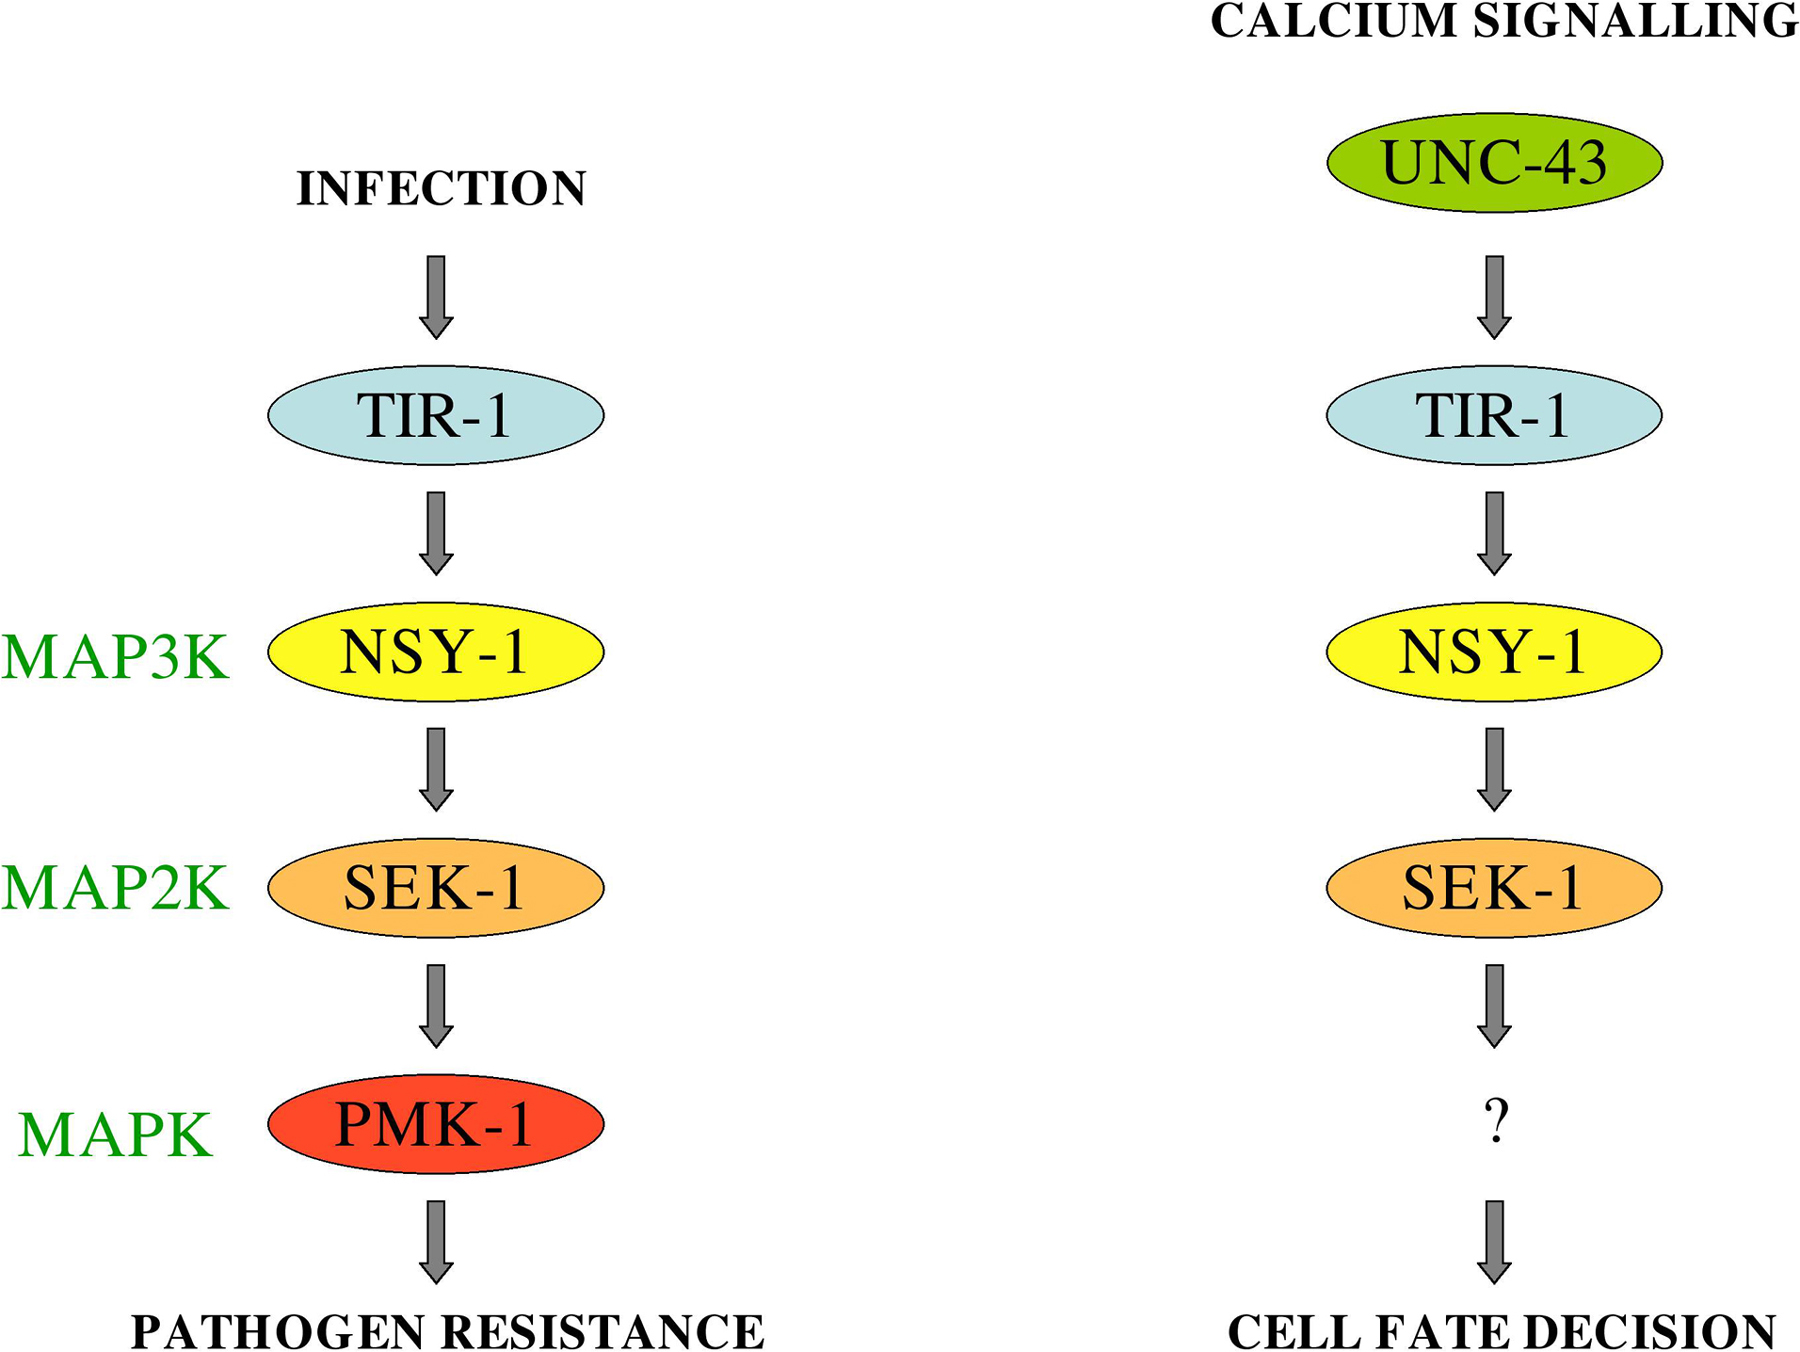 CALCIUM SIGNALLING
UNC-43
INFECTION
TIR-1
TIR-1
MAP3K
NSY-1
NSY-1
MAP2K
SEK-1
SEK-1
MAPK
PMK-1
?
PATHOGEN RESISTANCE
CELL FATE DECISION